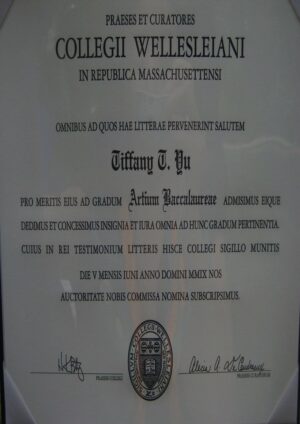 PRAESES ET CURATORES
COLLEGII WELLESLEIANI
IN REPUBLICA MASSACHUSETTENSI
OMNIBUS AD QUOS HAE LITTERAE PERVENERINT SALUTEM
Tiffany T. Yu
PRO MERITIS EIUS AD GRADUM Artium Baccalaureae ADMISIMUS EIQUE
DEDIMUS ET CONCESSIMUS INSIGNIA ET IURA OMNIA AD HUNC GRADUM PERTINENTIA.
CUIUS IN REI TESTIMONIUM LITTERIS HISCE COLLEGI SIGILLO MUNITIS
DIE V MENSIS IUNI ANNO DOMINI MMIX NOS
AUCTORITATE NOBIS COMMISSA NOMINA SUBSCRIPSIMUS.
PRAESES COLLEGII